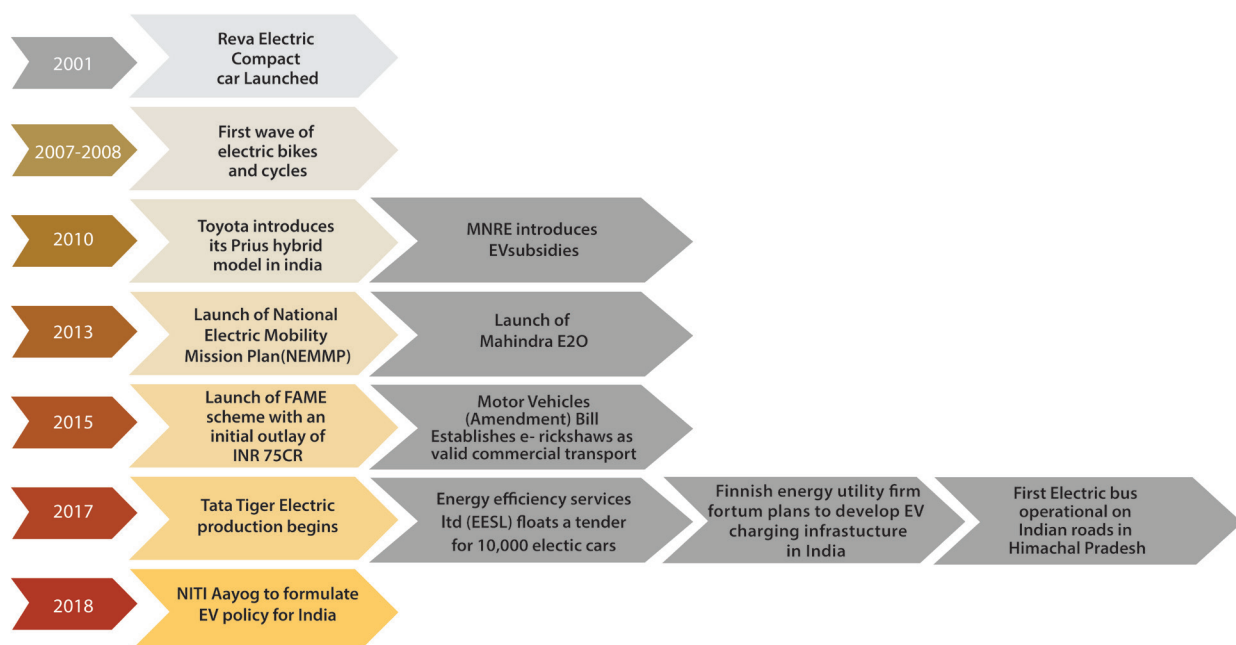 2001
Reva Electric
Compact
car Launched
2007-2008
First wave of
electric bikes
and cycles
2010
Toyota introduces
its Prius hybrid
model in india
MNRE introduces
EVsubsidies
2013
Launch of National
Electric Mobility
Mission Plan(NEMMP)
Launch of
Mahindra E2O
2015
Launch of FAME
scheme with an
initial outlay of
INR 75CR
Motor Vehicles
(Amendment) Bill
Establishes e- rickshaws as
valid commercial transport
2017
Tata Tiger Electric
production begins
Energy efficiency services
ltd (EESL) floats a tender
for 10,000 electic cars
Finnish energy utility firm
fortum plans to develop EV
charging infrastucture
in India
First Electric bus
operational on
Indian roads in
Himachal Pradesh
2018
NITI Aayog to formulate
EV policy for India